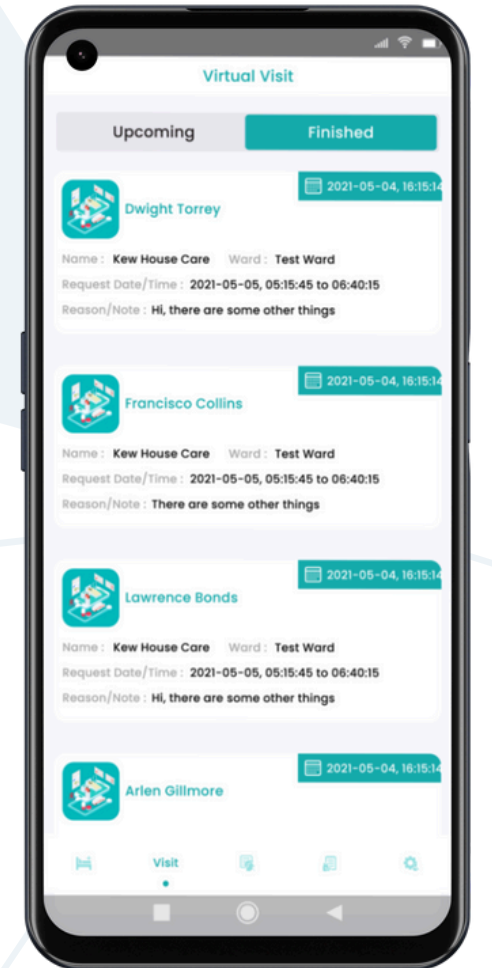 Virtual Visit
Upcoming Finished
2021-05-04, 16:15:14
Dwight Torrey
Name : Kew House Care Ward : Test Ward
Request Date/Time : 2021-05-05, 05:15:45 to 06:40:15
Reason/Note : Hi, there are some other things
2021-05-04, 16:15:14
Francisco Collins
Name : Kew House Care Ward : Test Ward
Request Date/Time : 2021-05-05, 05:15:45 to 06:40:15
Reason/Note : There are some other things
2021-05-04, 16:15:14
Lawrence Bonds
Name : Kew House Care Ward : Test Ward
Request Date/Time : 2021-05-05, 05:15:45 to 06:40:15
Reason/Note : Hi, there are some other things
2021-05-04, 16:15:14
Arlen Gillmore
Visit